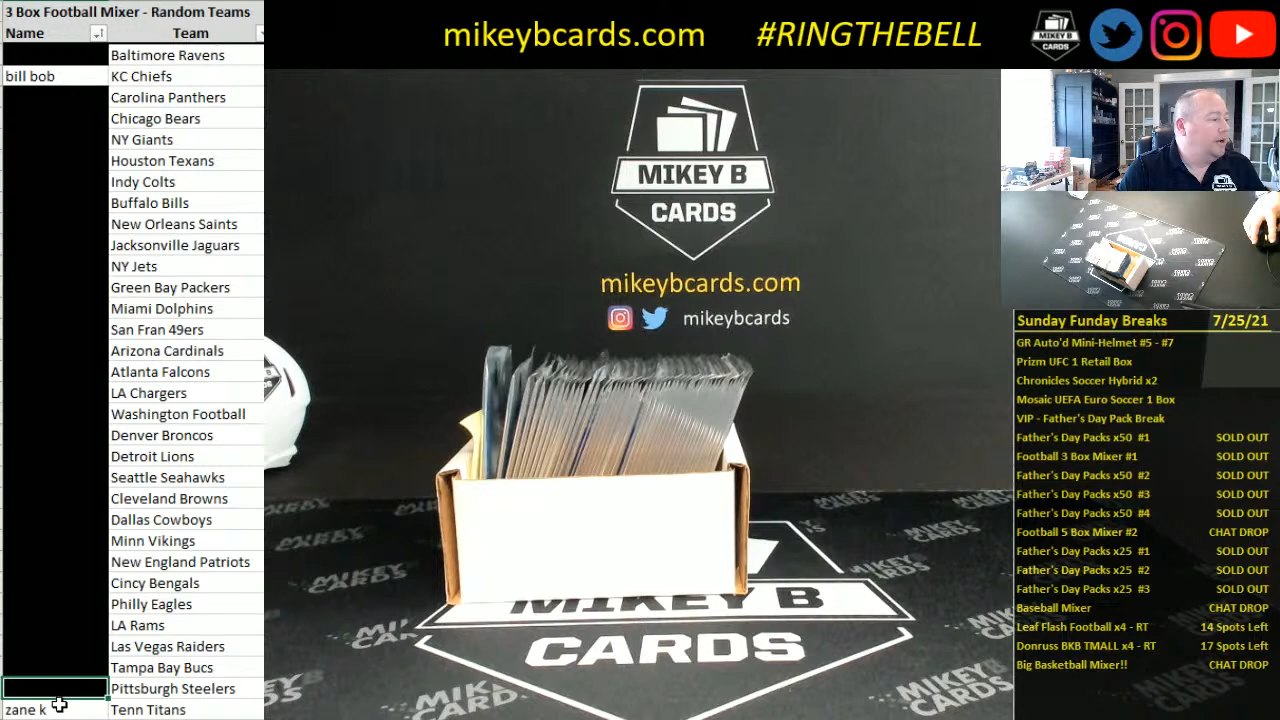 3 Box Football Mixer - Random Teams
Name Team
Baltimore Ravens
bill bob KC Chiefs
Carolina Panthers
Chicago Bears
NY Giants
Houston Texans
Indy Colts
Buffalo Bills
New Orleans Saints
Jacksonville Jaguars
NY Jets
Green Bay Packers
Miami Dolphins
San Fran 49ers
Arizona Cardinals
Atlanta Falcons
LA Chargers
Washington Football
Denver Broncos
Detroit Lions
Seattle Seahawks
Cleveland Browns
Dallas Cowboys
Minn Vikings
New England Patriots
Cincy Bengals
Philly Eagles
LA Rams
Las Vegas Raiders
Tampa Bay Bucs
Pittsburgh Steelers
zane k Tenn Titans
mikeybcards.com #RINGTHEBELL
MIKEY B
CARDS
MIKEY B
CARDS
mikeybcards.com
mikeybcards
MIKEY B
CARDS
MIKEY B
CARDS
MIKEY B
CARDS
MIKEY B
CARDS
Sunday Funday Breaks 7/25/21
GR Auto'd Mini-Helmet #5 - #7
Prizm UFC 1 Retail Box
Chronicles Soccer Hybrid x2
Mosaic UEFA Euro Soccer 1 Box
VIP - Father's Day Pack Break
Father's Day Packs x50 #1 SOLD OUT
Football 3 Box Mixer #1 SOLD OUT
Father's Day Packs x50 #2 SOLD OUT
Father's Day Packs x50 #3 SOLD OUT
Father's Day Packs x50 #4 SOLD OUT
Football 5 Box Mixer #2 CHAT DROP
Father's Day Packs x25 #1 SOLD OUT
Father's Day Packs x25 #2 SOLD OUT
Father's Day Packs x25 #3 SOLD OUT
Baseball Mixer CHAT DROP
Leaf Flash Football x4 - RT 14 Spots Left
Donruss BKB TMALL x4 - RT 17 Spots Left
Big Basketball Mixer!! CHAT DROP